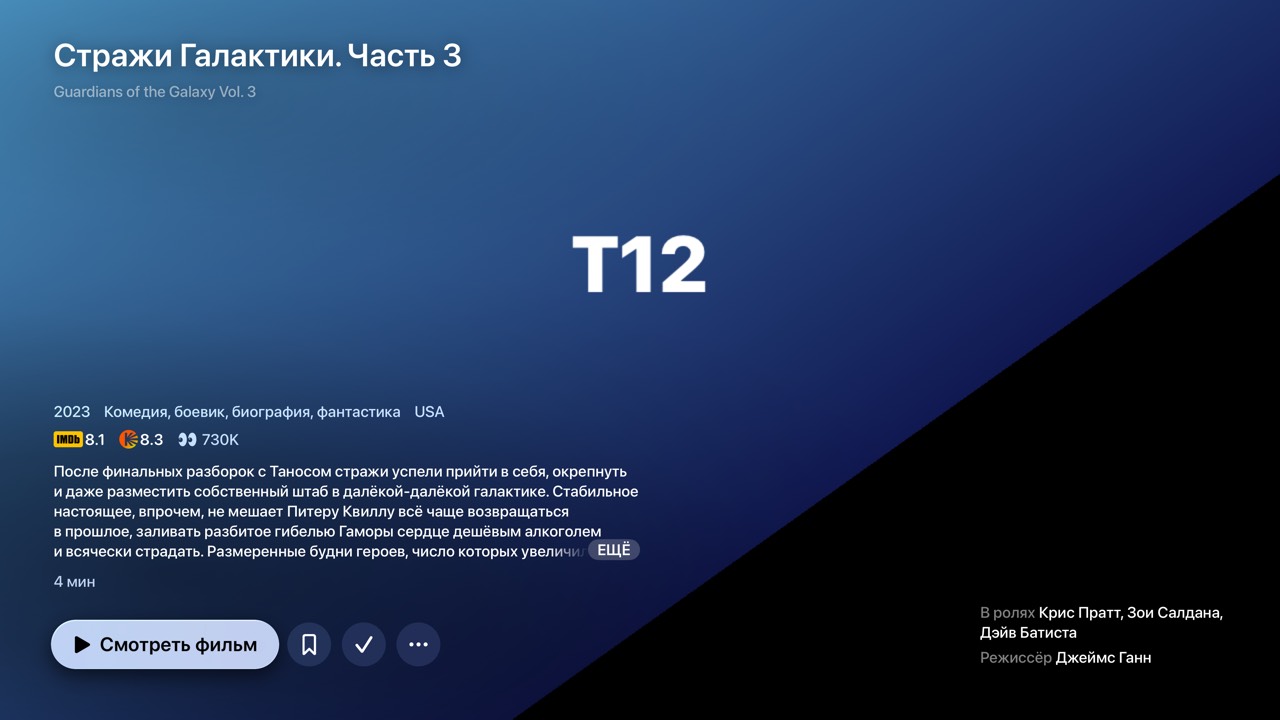 Стражи Галактики. Часть 3
Guardians of the Galaxy Vol. 3
T12
2023 Комедия, боевик, биография, фантастика USA
IMDb 8.1 8.3 👀 730K
После финальных разборок с Таносом стражи успели прийти в себя, окрепнуть
и даже разместить собственный штаб в далёкой-далёкой галактике. Стабильное
настоящее, впрочем, не мешает Питеру Квиллу всё чаще возвращаться
в прошлое, заливать разбитое гибелью Гаморы сердце дешёвым алкоголем
и всячески страдать. Размеренные будни героев, число которых ЕЩЁ
4 мин
Смотреть фильм
В ролях Крис Пратт, Зои Салдана,
Дэйв Батиста
Режиссёр Джеймс Ганн